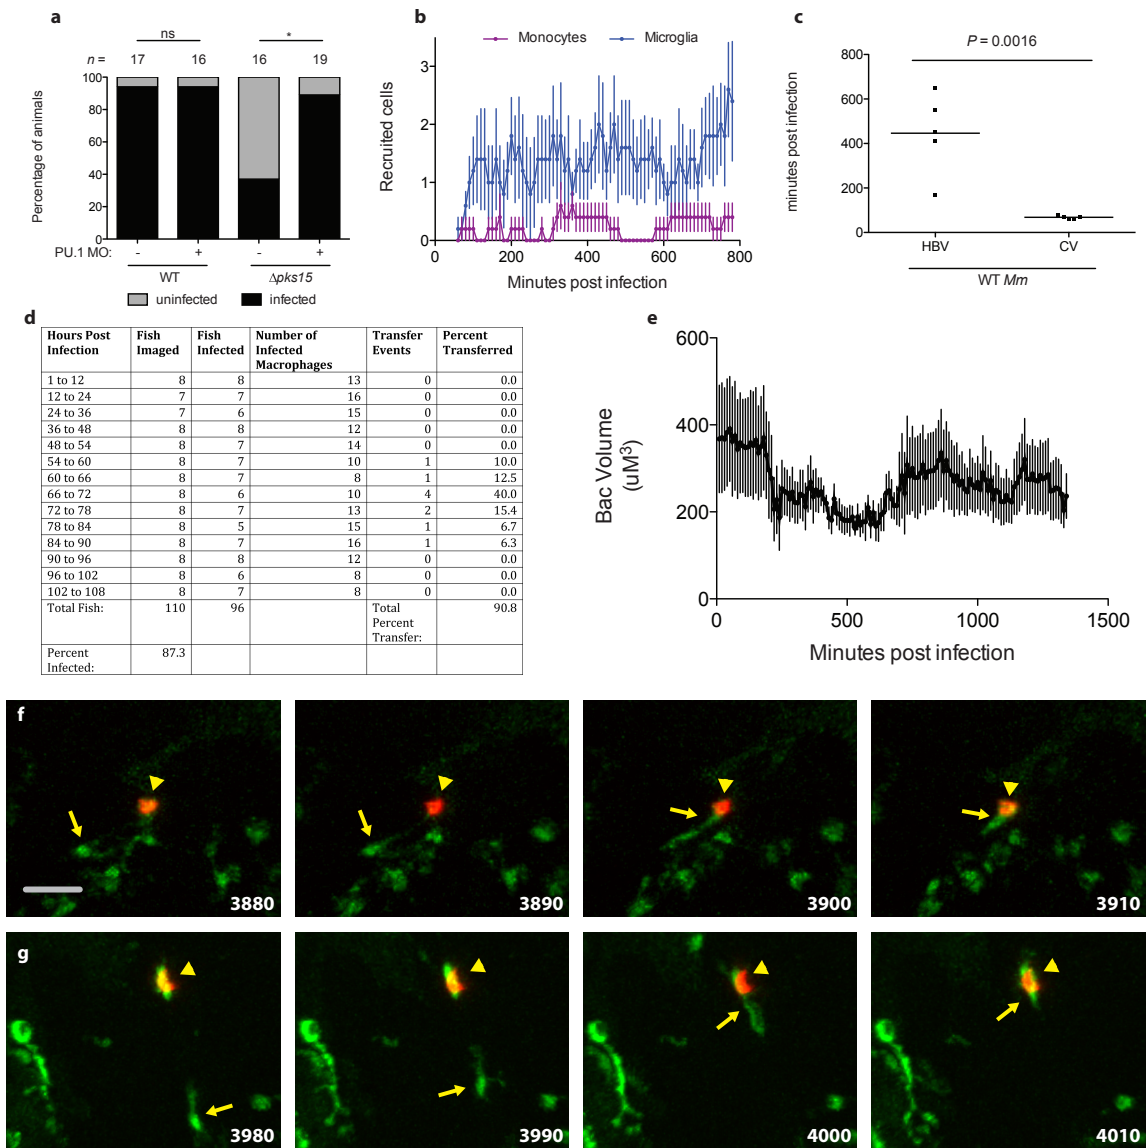 a
ns
*
n = 17 16 16 19
100
80
60
40
20
0
Percentage of animals
PU.1 MO: - + - +
WT Δpks15
uninfected infected
b
Monocytes Microglia
3
2
1
0
Recruited cells
0 200 400 600 800
Minutes post infection
c
P = 0.0016
800
600
400
200
0
minutes post infection
HBV CV
WT Mm
d
Hours Post Infection Fish Imaged Fish Infected Number of Infected Macrophages Transfer Events Percent Transferred
1 to 12 8 8 13 0 0.0
12 to 24 7 7 16 0 0.0
24 to 36 7 6 15 0 0.0
36 to 48 8 8 12 0 0.0
48 to 54 8 7 14 0 0.0
54 to 60 8 7 10 1 10.0
60 to 66 8 7 8 1 12.5
66 to 72 8 6 10 4 40.0
72 to 78 8 7 13 2 15.4
78 to 84 8 5 15 1 6.7
84 to 90 8 7 16 1 6.3
90 to 96 8 8 12 0 0.0
96 to 102 8 6 8 0 0.0
102 to 108 8 7 8 0 0.0
Total Fish: 110 96 Total Percent Transfer: 90.8
Percent Infected: 87.3
e
600
400
200
0
Bac Volume
(uM³)
0 500 1000 1500
Minutes post infection
f
3880 3890 3900 3910
g
3980 3990 4000 4010